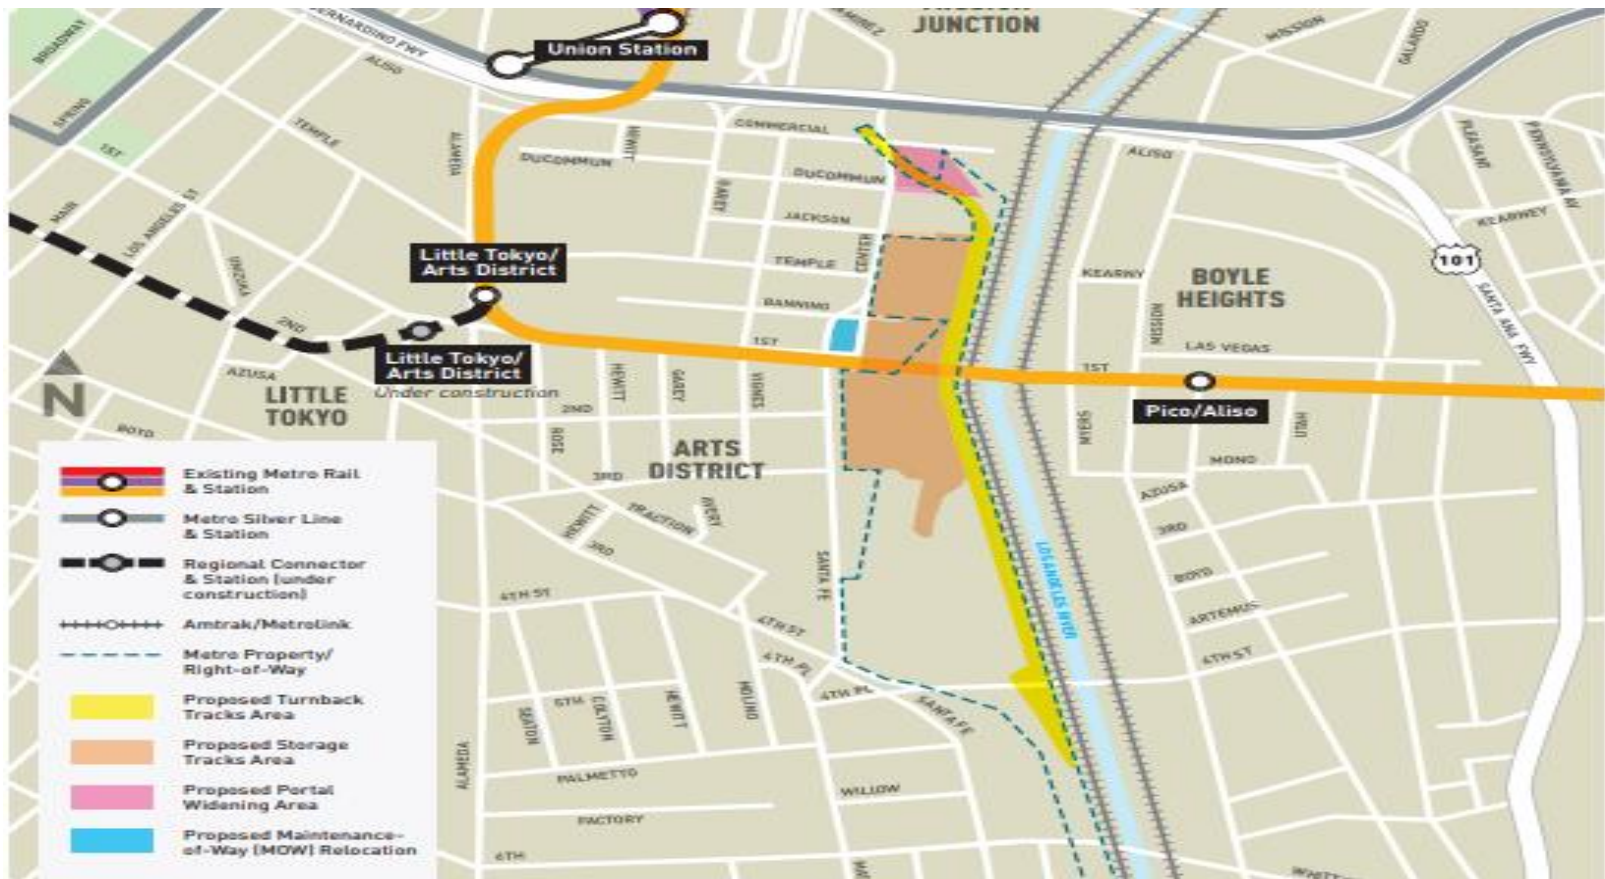 BROADWAY
SPRING
1ST
MAIN
LOS ANGELES ST
ALISO
TEMPLE
ALAMEDA
Union Station
JUNCTION
MISSION
GALARDO
HEWITT
DUCOMMUN
COMMERCIAL
DUCOMMUN
JACKSON
TEMPLE
CENTER
BANNING
1ST
ALISO
PLEASANT
PENNSYLVANIA AV
KEARNEY
101
SANTA ANA FWY
KEARNY
MISSION
BOYLE
HEIGHTS
LAS VEGAS
1ST
Pico/Aliso
MYERS
UTAH
Little Tokyo/
Arts District
Little Tokyo/
Arts District
Under construction
2ND
AZUSA
N
LITTLE
TOKYO
BOYD
HEWITT
GAREY
VIGNES
2ND
ROSE
3RD
ARTS
DISTRICT
HEWITT
TRACTION
3RD
SANTA FE
LOS ANGELES RIVER
AZUSA
3RD
BOYD
ARTEMUS
4TH ST
4TH ST
4TH ST
4TH PL
4TH PL
SANTA FE
SEATON
5TH
COLYTON
HEWITT
ALAMEDA
PALMETTO
FACTORY
6TH
WILLOW
Existing Metro Rail
& Station
Metro Silver Line
& Station
Regional Connector
& Station (under
construction)
Amtrak/Metrolink
Metro Property/
Right-of-Way
Proposed Turnback
Tracks Area
Proposed Storage
Tracks Area
Proposed Portal
Widening Area
Proposed Maintenance-
of-Way (MOW) Relocation